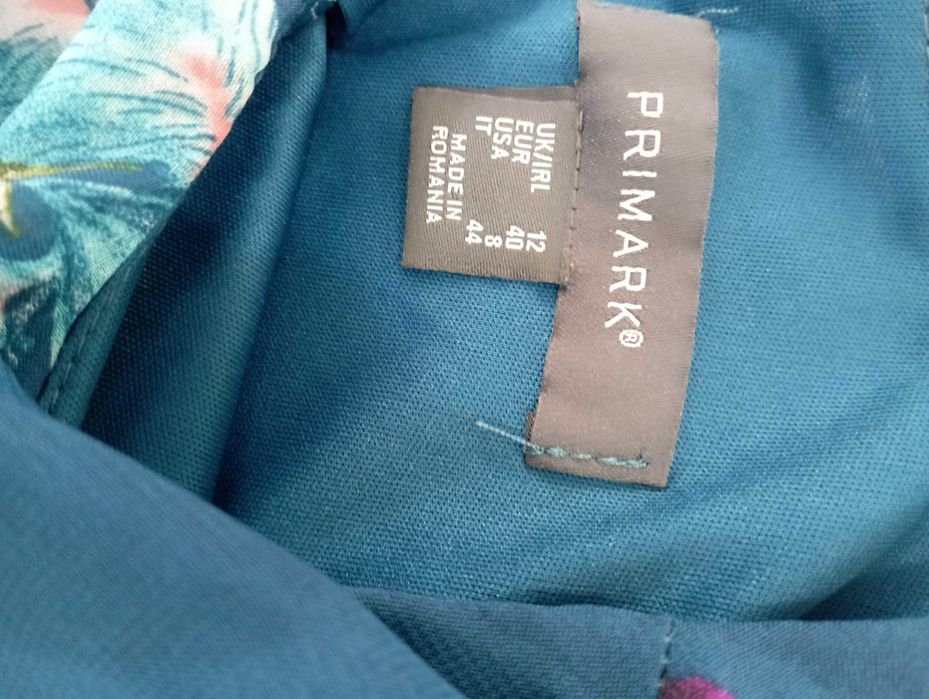 PRIMARK®
UK/IRL 12
EUR 40
USA 8
IT 44
MADE IN
ROMANIA